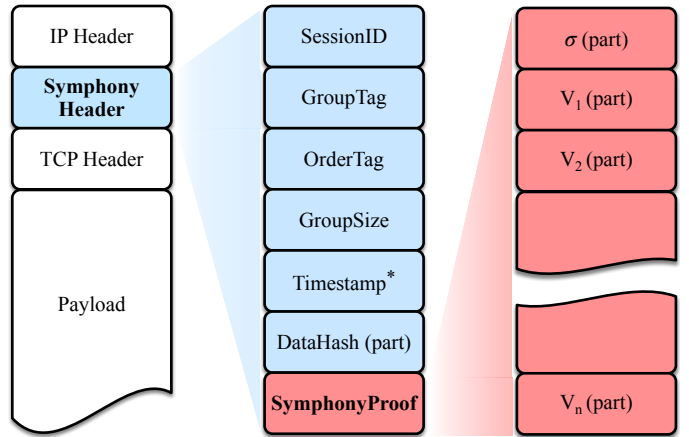 IP Header
Symphony
Header
TCP Header
Payload
SessionID
GroupTag
OrderTag
GroupSize
Timestamp*
DataHash (part)
SymphonyProof
σ (part)
V₁ (part)
V₂ (part)
Vₙ (part)